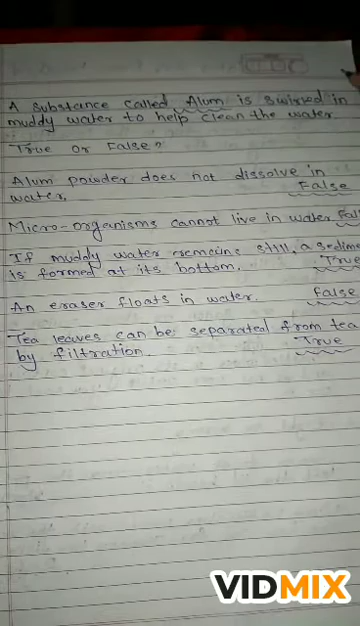 A substance called Alum is swirled in
muddy water to help clean the water
True or False?
Alum powder does not dissolve in
water. False
Micro-organisms cannot live in water Fal
If muddy water remains still, a sedime
is formed at its bottom. True
An eraser floats in water. False
Tea leaves can be separated from tea
by filtration True
VIDMIX